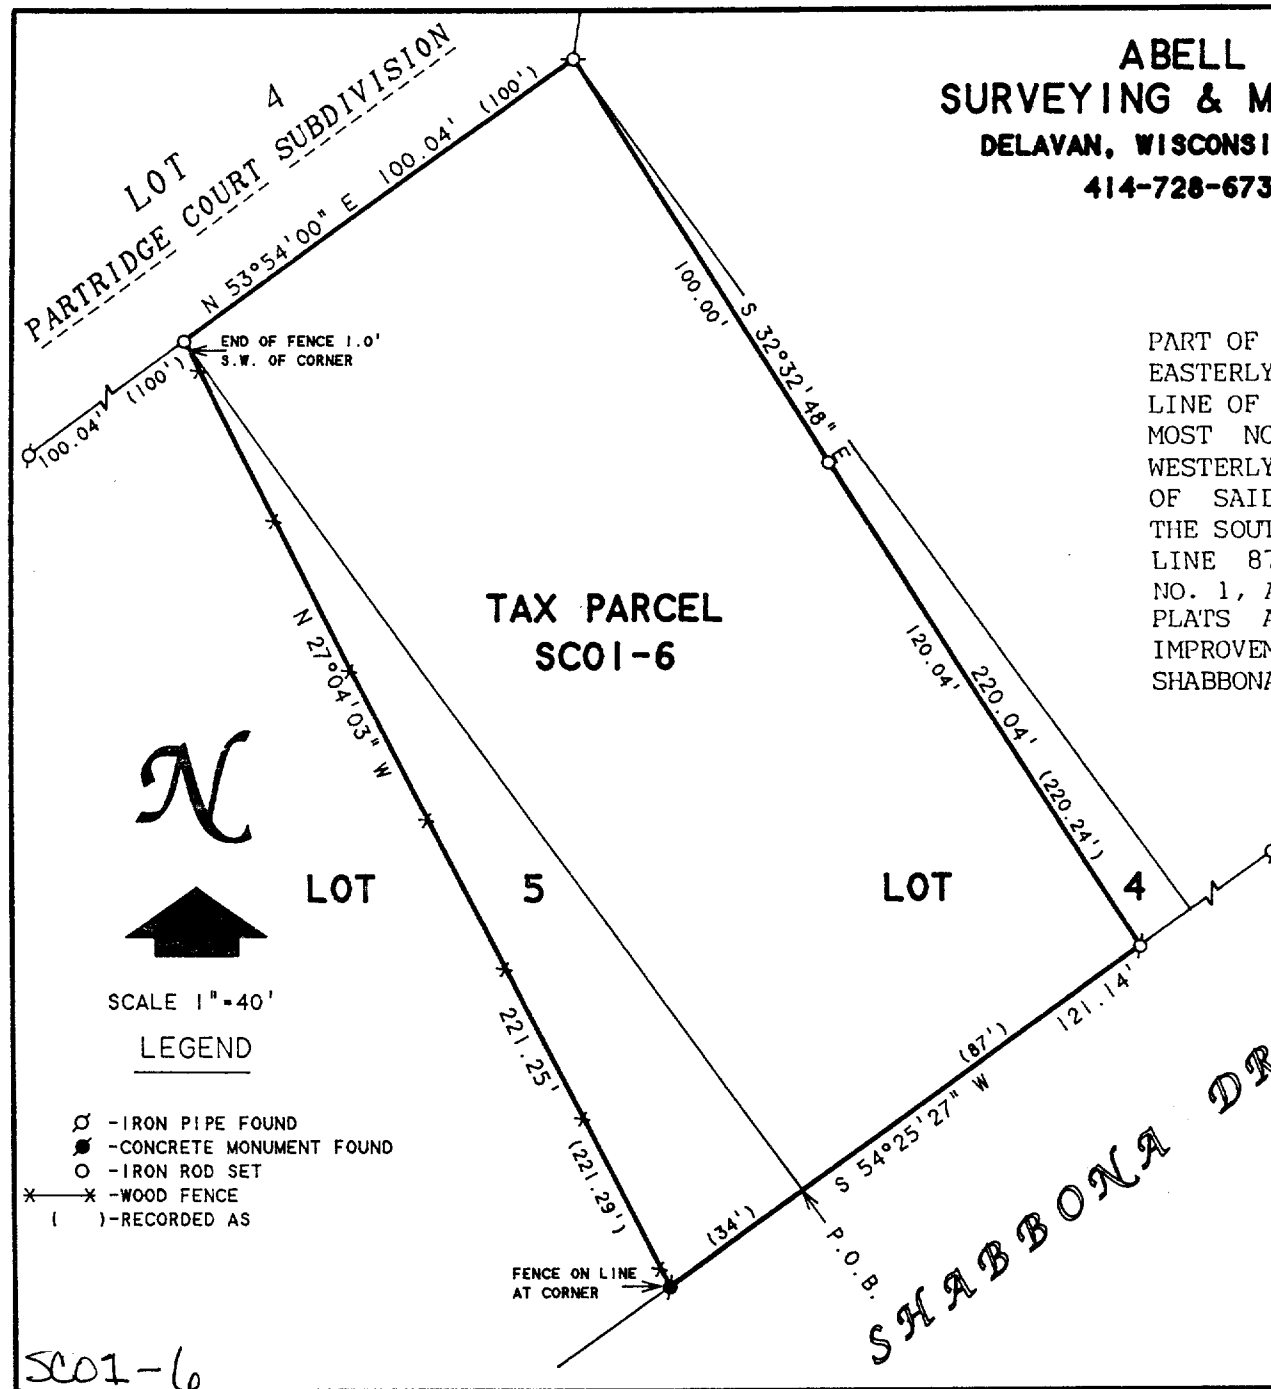 ABELL
SURVEYING & M
DELAVAN, WISCONSI
414-728-673
LOT 4
PARTRIDGE COURT SUBDIVISION
N 53°54'00" E 100.04' (100')
END OF FENCE 1.0'
S.W. OF CORNER
100.04' (100')
100.00'
S 32°32'48" E
PART OF
EASTERLY
LINE OF
MOST NO
WESTERLY
OF SAID
THE SOUT
LINE 87
NO. 1, A
PLATS A
IMPROVEM
SHABBONA
TAX PARCEL
SC01-6
N 27°04'03" W
120.04'
220.04' (220.24')
N
LOT 5
LOT 4
SCALE 1"=40'
LEGEND
-IRON PIPE FOUND
-CONCRETE MONUMENT FOUND
-IRON ROD SET
-WOOD FENCE
( )-RECORDED AS
221.25'
(221.29')
(87')
121.14'
S 54°25'27" W
(34')
P.O.B.
FENCE ON LINE
AT CORNER
SHABBONA DR
SC01-6